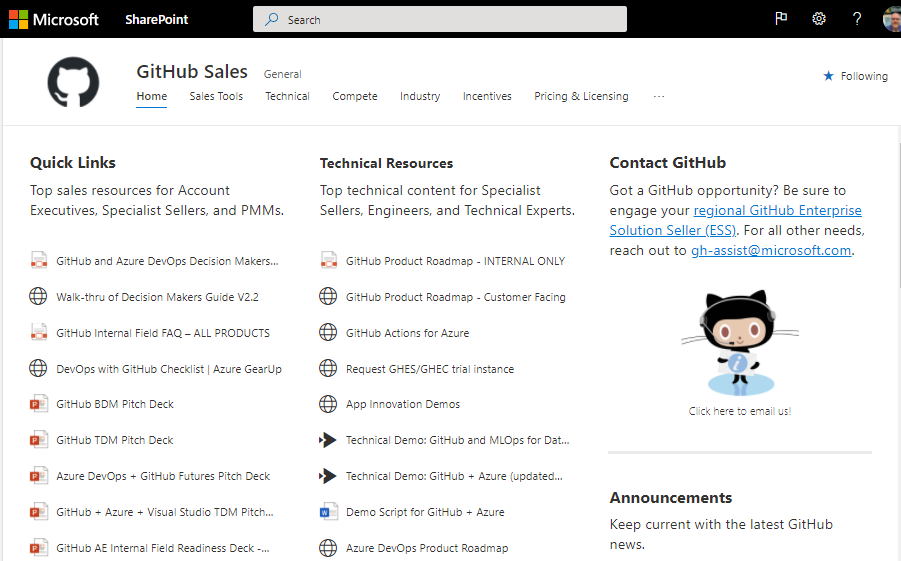 Microsoft SharePoint Search
GitHub Sales General
Following
Home Sales Tools Technical Compete Industry Incentives Pricing & Licensing ...
Quick Links
Top sales resources for Account
Executives, Specialist Sellers, and PMMs.
GitHub and Azure DevOps Decision Makers...
Walk-thru of Decision Makers Guide V2.2
GitHub Internal Field FAQ – ALL PRODUCTS
DevOps with GitHub Checklist | Azure GearUp
GitHub BDM Pitch Deck
GitHub TDM Pitch Deck
Azure DevOps + GitHub Futures Pitch Deck
GitHub + Azure + Visual Studio TDM Pitch...
GitHub AE Internal Field Readiness Deck -...
Technical Resources
Top technical content for Specialist
Sellers, Engineers, and Technical Experts.
GitHub Product Roadmap - INTERNAL ONLY
GitHub Product Roadmap - Customer Facing
GitHub Actions for Azure
Request GHES/GHEC trial instance
App Innovation Demos
Technical Demo: GitHub and MLOps for Dat...
Technical Demo: GitHub + Azure (updated...
Demo Script for GitHub + Azure
Azure DevOps Product Roadmap
Contact GitHub
Got a GitHub opportunity? Be sure to
engage your regional GitHub Enterprise
Solution Seller (ESS). For all other needs,
reach out to gh-assist@microsoft.com.
Click here to email us!
Announcements
Keep current with the latest GitHub
news.